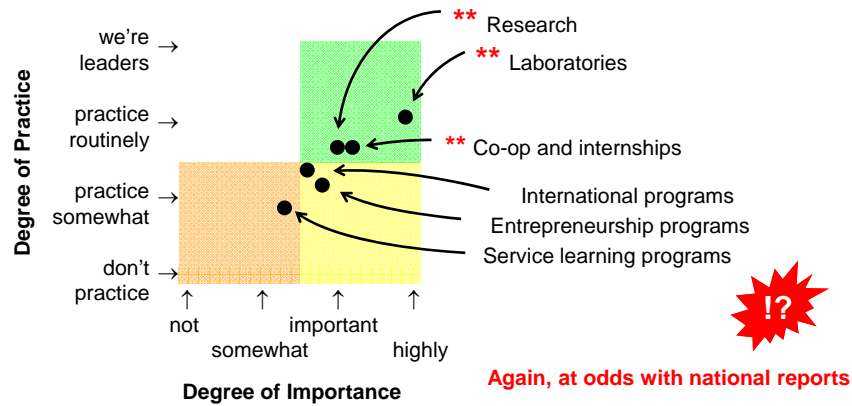 ** Research
we're
leaders
** Laboratories
practice
routinely
** Co-op and internships
practice
somewhat
International programs
Entrepreneurship programs
Service learning programs
don't
practice
Degree of Practice
not
somewhat
important
highly
Degree of Importance
!?
Again, at odds with national reports